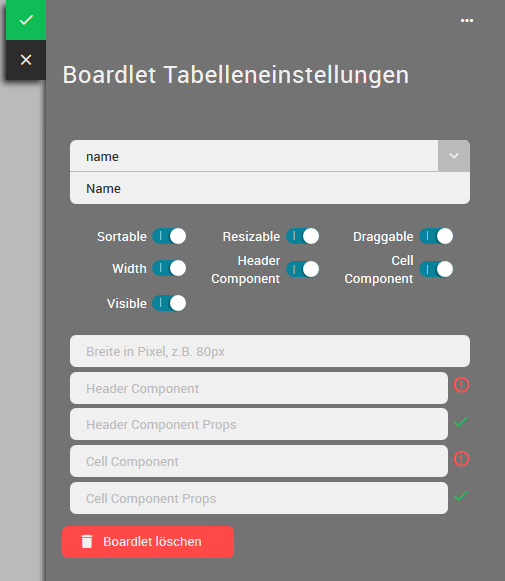 Boardlet Tabelleneinstellungen
name
Name
Sortable Resizable Draggable
Width Header Component Cell Component
Visible
Breite in Pixel, z.B. 80px
Header Component
Header Component Props
Cell Component
Cell Component Props
Boardlet löschen